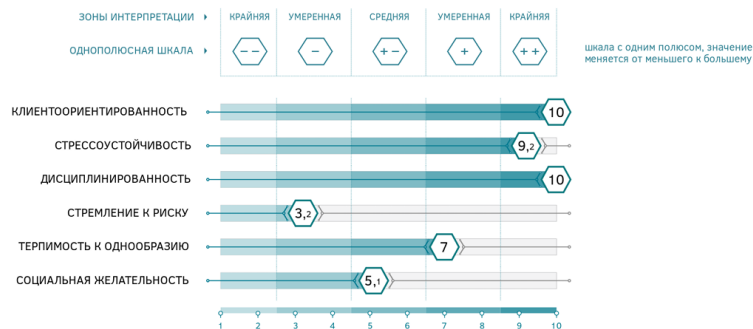 ЗОНЫ ИНТЕРПРЕТАЦИИ КРАЙНЯЯ УМЕРЕННАЯ СРЕДНЯЯ УМЕРЕННАЯ КРАЙНЯЯ
ОДНОПОЛЮСНАЯ ШКАЛА – – – + – + + +
шкала с одним полюсом, значение
меняется от меньшего к большему
КЛИЕНТООРИЕНТИРОВАННОСТЬ 10
СТРЕССОУСТОЙЧИВОСТЬ 9,2
ДИСЦИПЛИНИРОВАННОСТЬ 10
СТРЕМЛЕНИЕ К РИСКУ 3,2
ТЕРПИМОСТЬ К ОДНООБРАЗИЮ 7
СОЦИАЛЬНАЯ ЖЕЛАТЕЛЬНОСТЬ 5,1
1 2 3 4 5 6 7 8 9 10